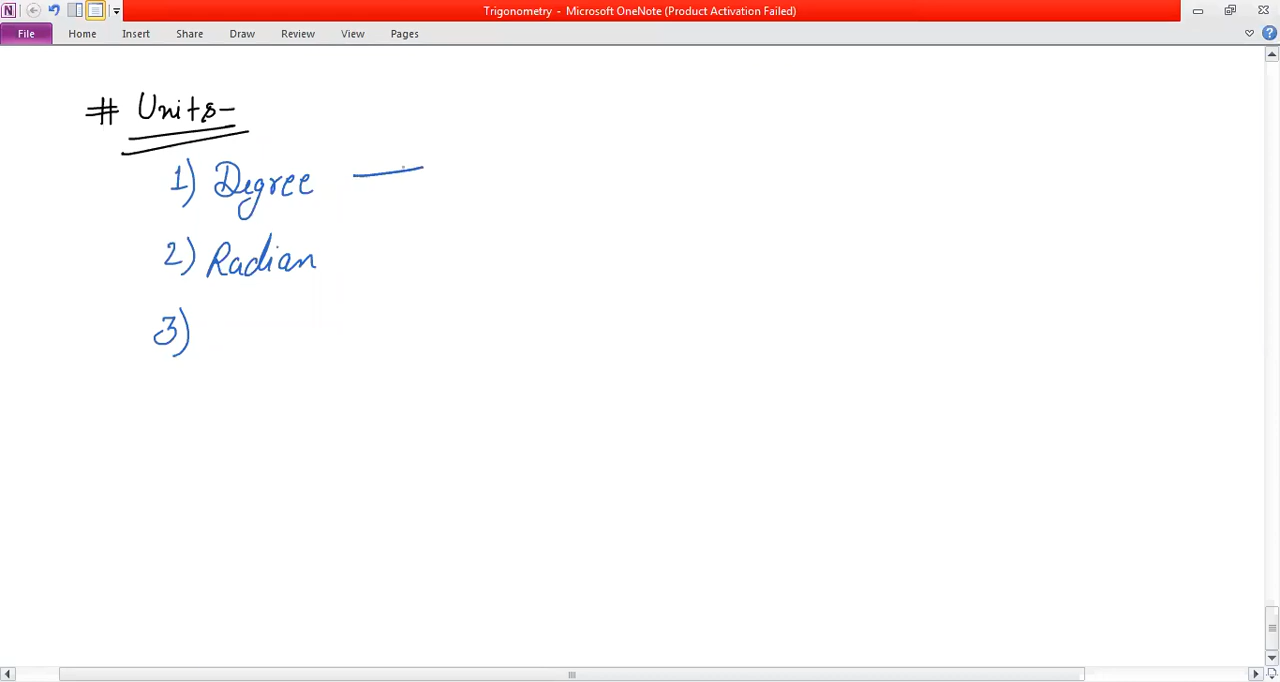 Trigonometry - Microsoft OneNote (Product Activation Failed)
File Home Insert Share Draw Review View Pages
# Units-
1) Degree —
2) Radian
3)